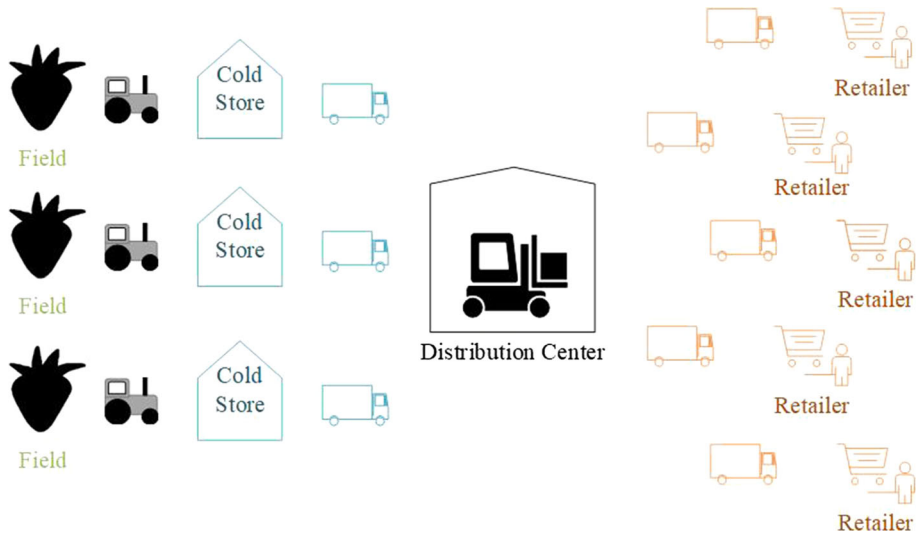 Cold
Store
Field
Cold
Store
Field
Cold
Store
Field
Distribution Center
Retailer
Retailer
Retailer
Retailer
Retailer